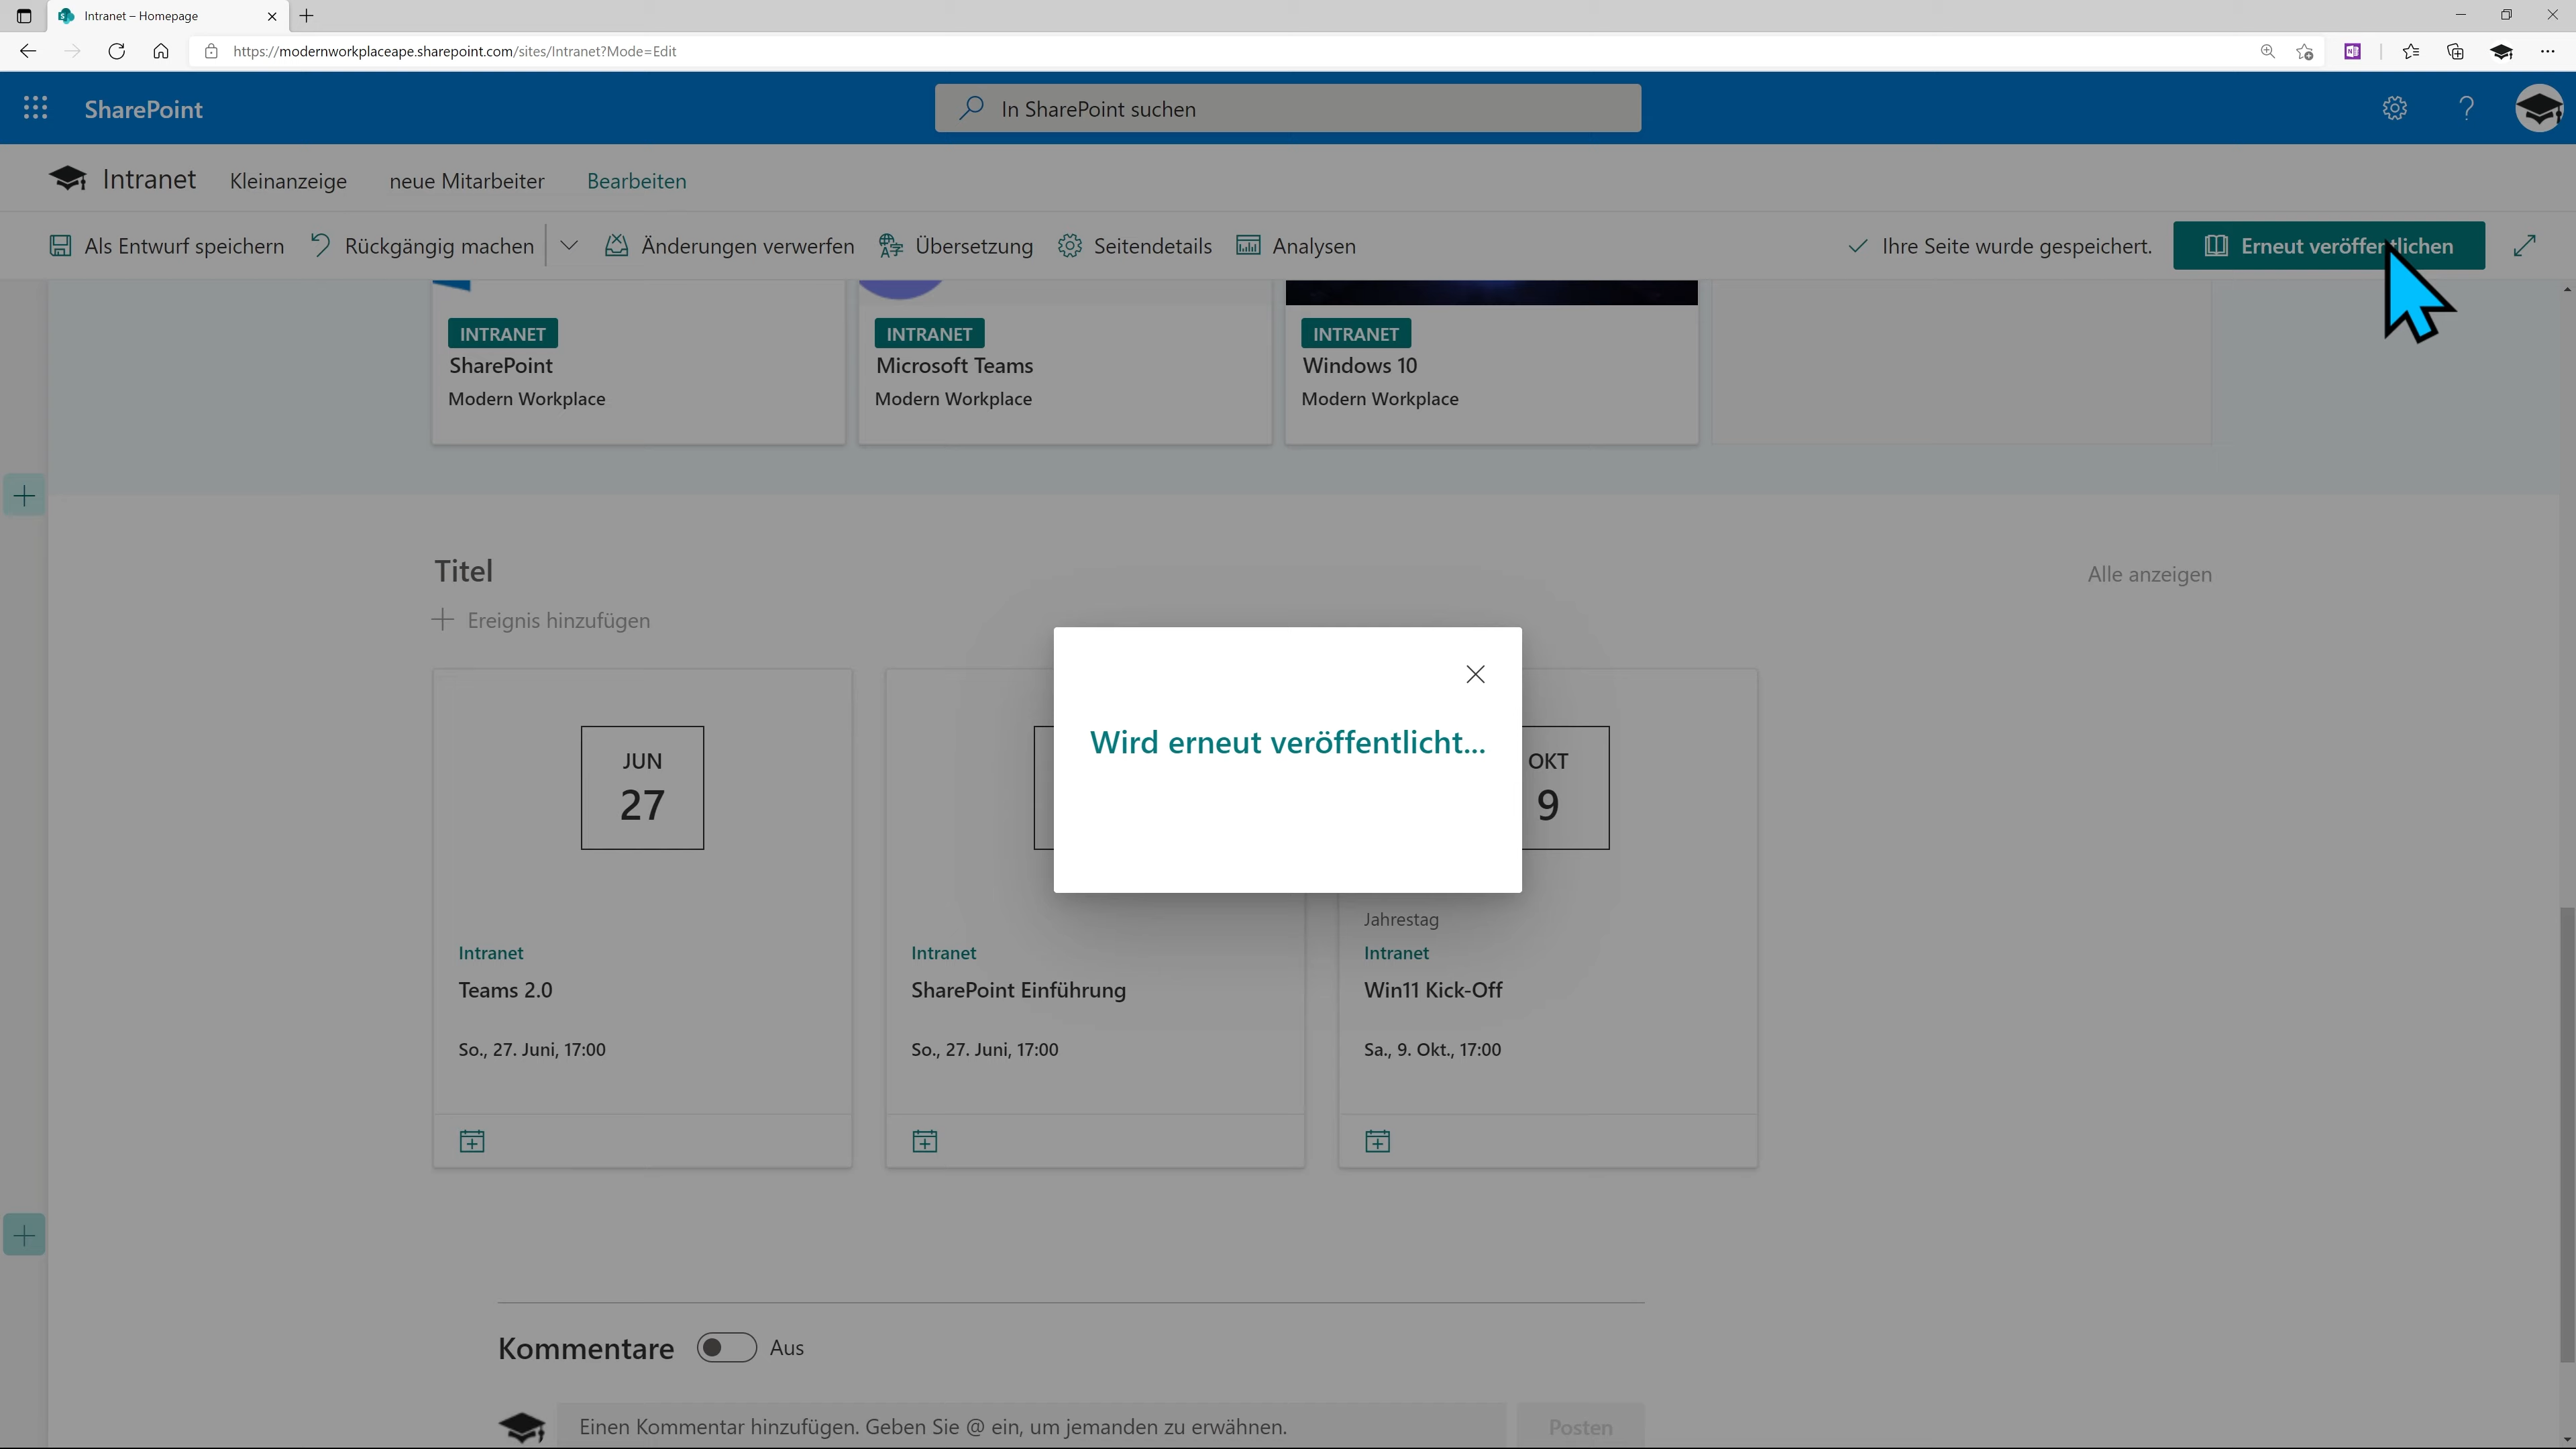 Intranet – Homepage
https://modernworkplaceape.sharepoint.com/sites/Intranet?Mode=Edit
SharePoint
In SharePoint suchen
Intranet Kleinanzeige neue Mitarbeiter Bearbeiten
Als Entwurf speichern Rückgängig machen Änderungen verwerfen Übersetzung Seitendetails Analysen Ihre Seite wurde gespeichert. Erneut veröffentlichen
INTRANET INTRANET INTRANET
SharePoint Microsoft Teams Windows 10
Modern Workplace Modern Workplace Modern Workplace
Titel Alle anzeigen
Ereignis hinzufügen
Wird erneut veröffentlicht...
JUN OKT
27 9
Jahrestag
Intranet Intranet Intranet
Teams 2.0 SharePoint Einführung Win11 Kick-Off
So., 27. Juni, 17:00 So., 27. Juni, 17:00 Sa., 9. Okt., 17:00
Kommentare Aus
Einen Kommentar hinzufügen. Geben Sie @ ein, um jemanden zu erwähnen. Posten